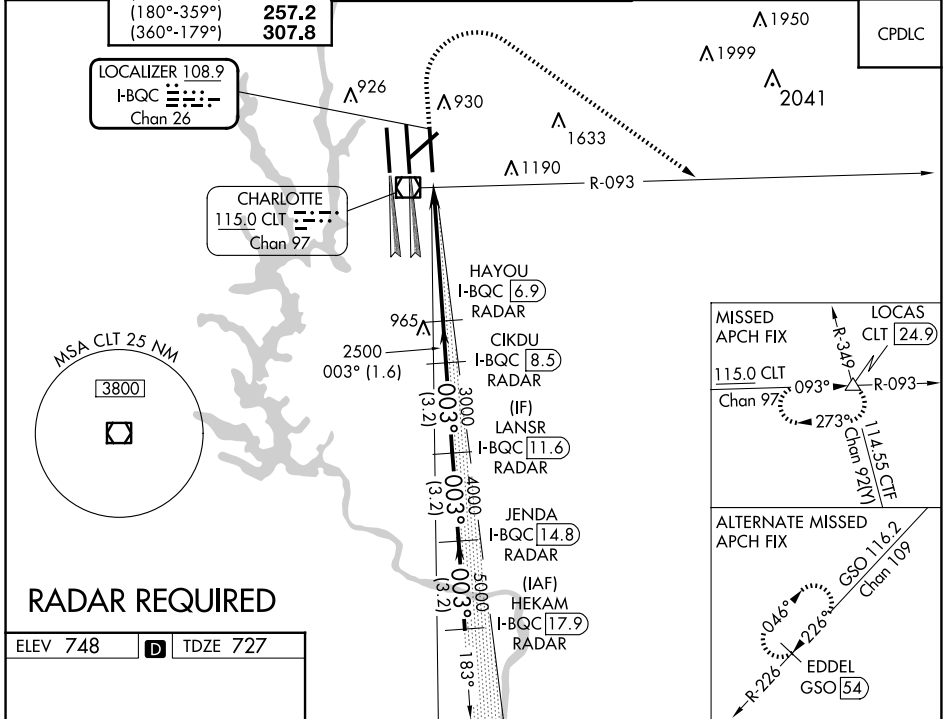 (180°-359°) 257.2
(360°-179°) 307.8
CPDLC
LOCALIZER 108.9
I-BQC
Chan 26
926
930
1950
1999
2041
1633
1190
R-093
CHARLOTTE
115.0 CLT
Chan 97
HAYOU
I-BQC 6.9
RADAR
965
2500
003° (1.6)
CIKDU
I-BQC 8.5
RADAR
3000
003°
(3.2)
(IF)
LANSR
I-BQC 11.6
RADAR
4000
003°
(3.2)
JENDA
I-BQC 14.8
RADAR
5000
003°
(3.2)
(IAF)
HEKAM
I-BQC 17.9
RADAR
183°
MSA CLT 25 NM
3800
MISSED
APCH FIX
LOCAS
CLT 24.9
R-349
115.0 CLT
Chan 97
093°
R-093
273°
114.55 CTF
Chan 92(Y)
ALTERNATE MISSED
APCH FIX
GSO 116.2
Chan 109
046°
226°
R-226
EDDEL
GSO 54
RADAR REQUIRED
ELEV 748 D TDZE 727